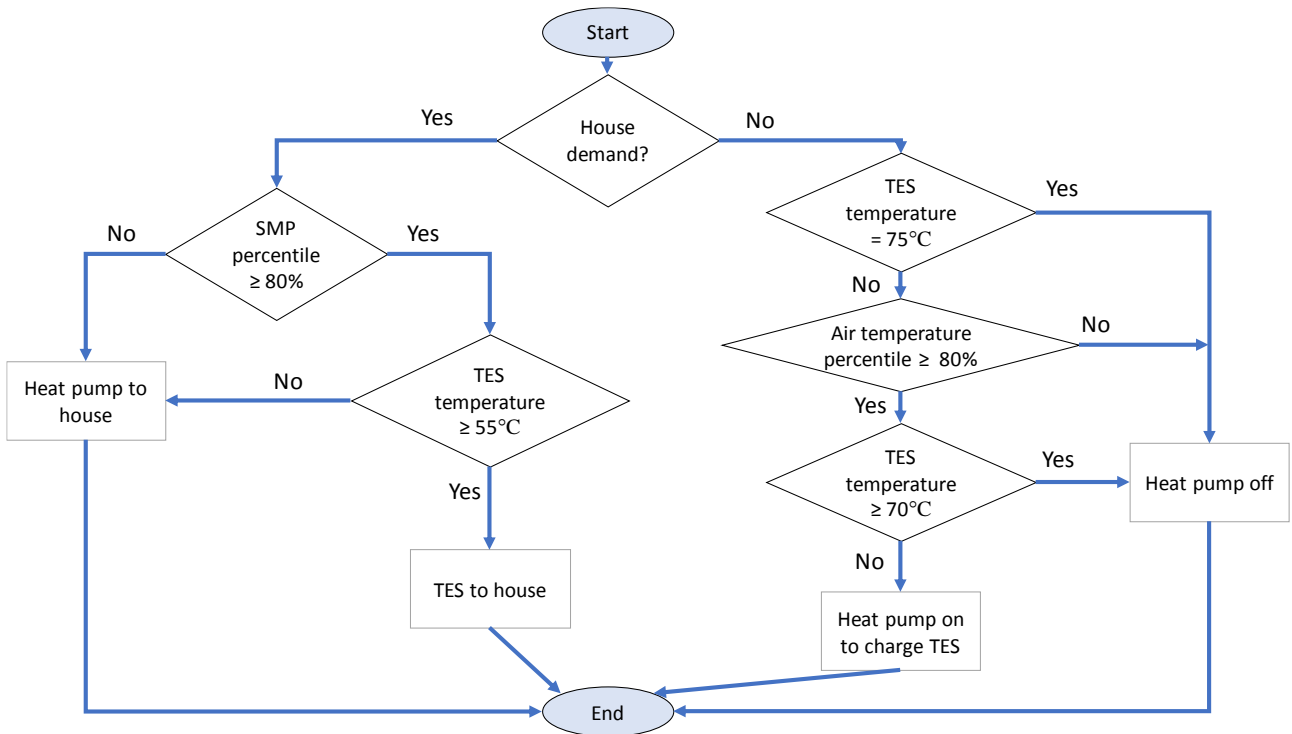 Start
House
demand?
Yes
No
SMP
percentile
≥ 80%
No
Yes
TES
temperature
= 75℃
Yes
No
Air temperature
percentile ≥ 80%
No
Yes
Heat pump to
house
No
TES
temperature
≥ 55℃
Yes
TES
temperature
≥ 70℃
Yes
Heat pump off
No
TES to house
Heat pump on
to charge TES
End